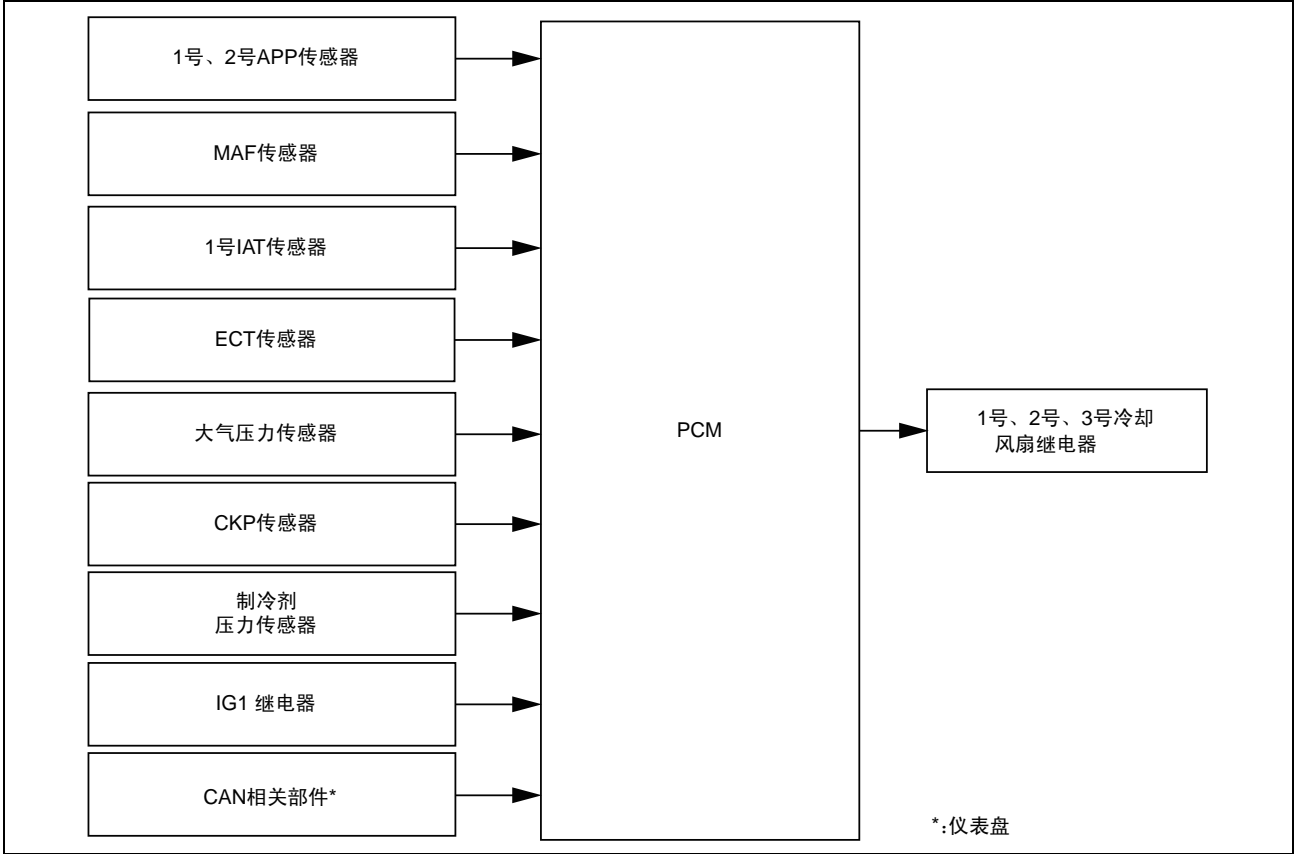 1号、2号APP传感器
MAF传感器
1号IAT传感器
ECT传感器
大气压力传感器
CKP传感器
制冷剂
压力传感器
IG1 继电器
CAN相关部件*
PCM
1号、2号、3号冷却
风扇继电器
*:仪表盘